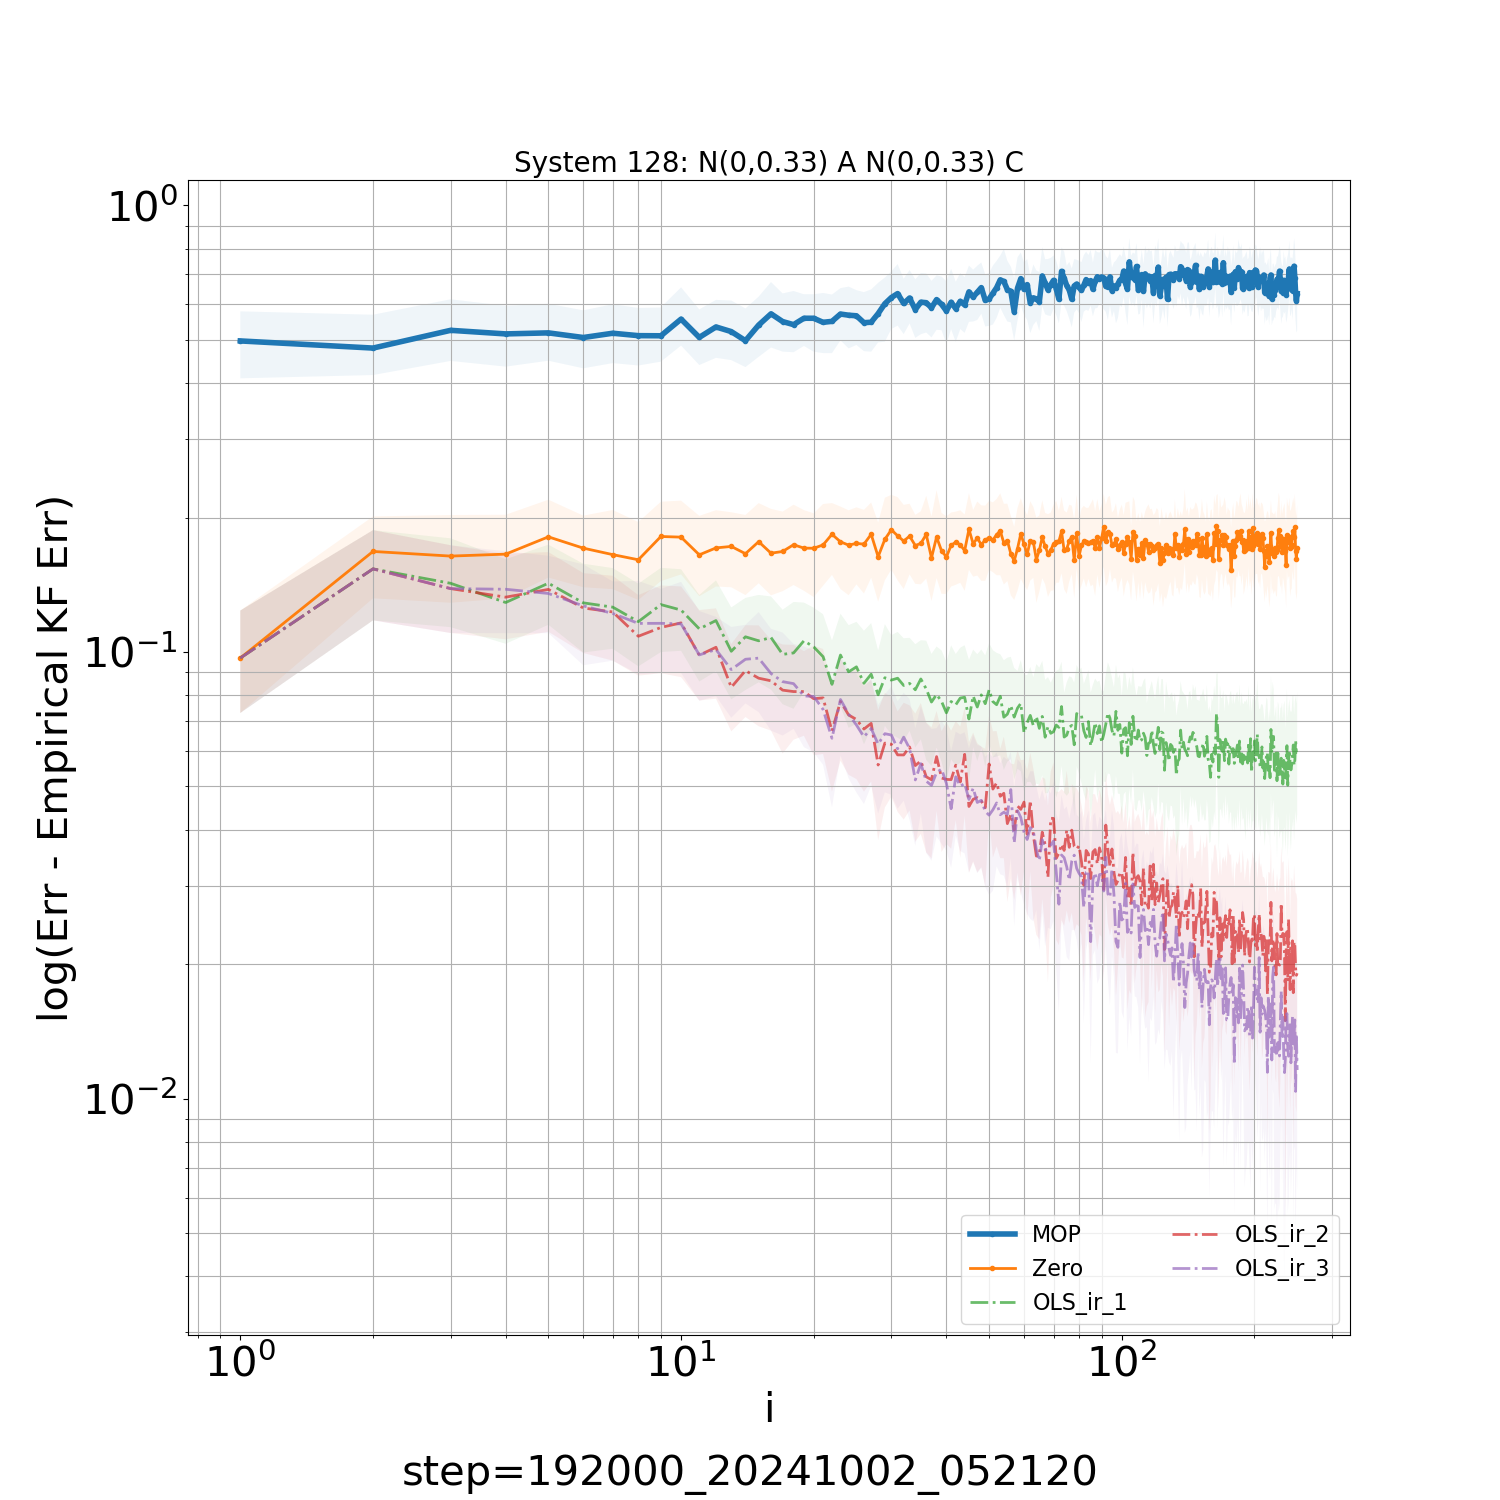 System 128: N(0,0.33) A N(0,0.33) C
10⁰
10⁻¹
10⁻²
log(Err - Empirical KF Err)
MOP
Zero
OLS_ir_1
OLS_ir_2
OLS_ir_3
10⁰ 10¹ 10²
i
step=192000_20241002_052120